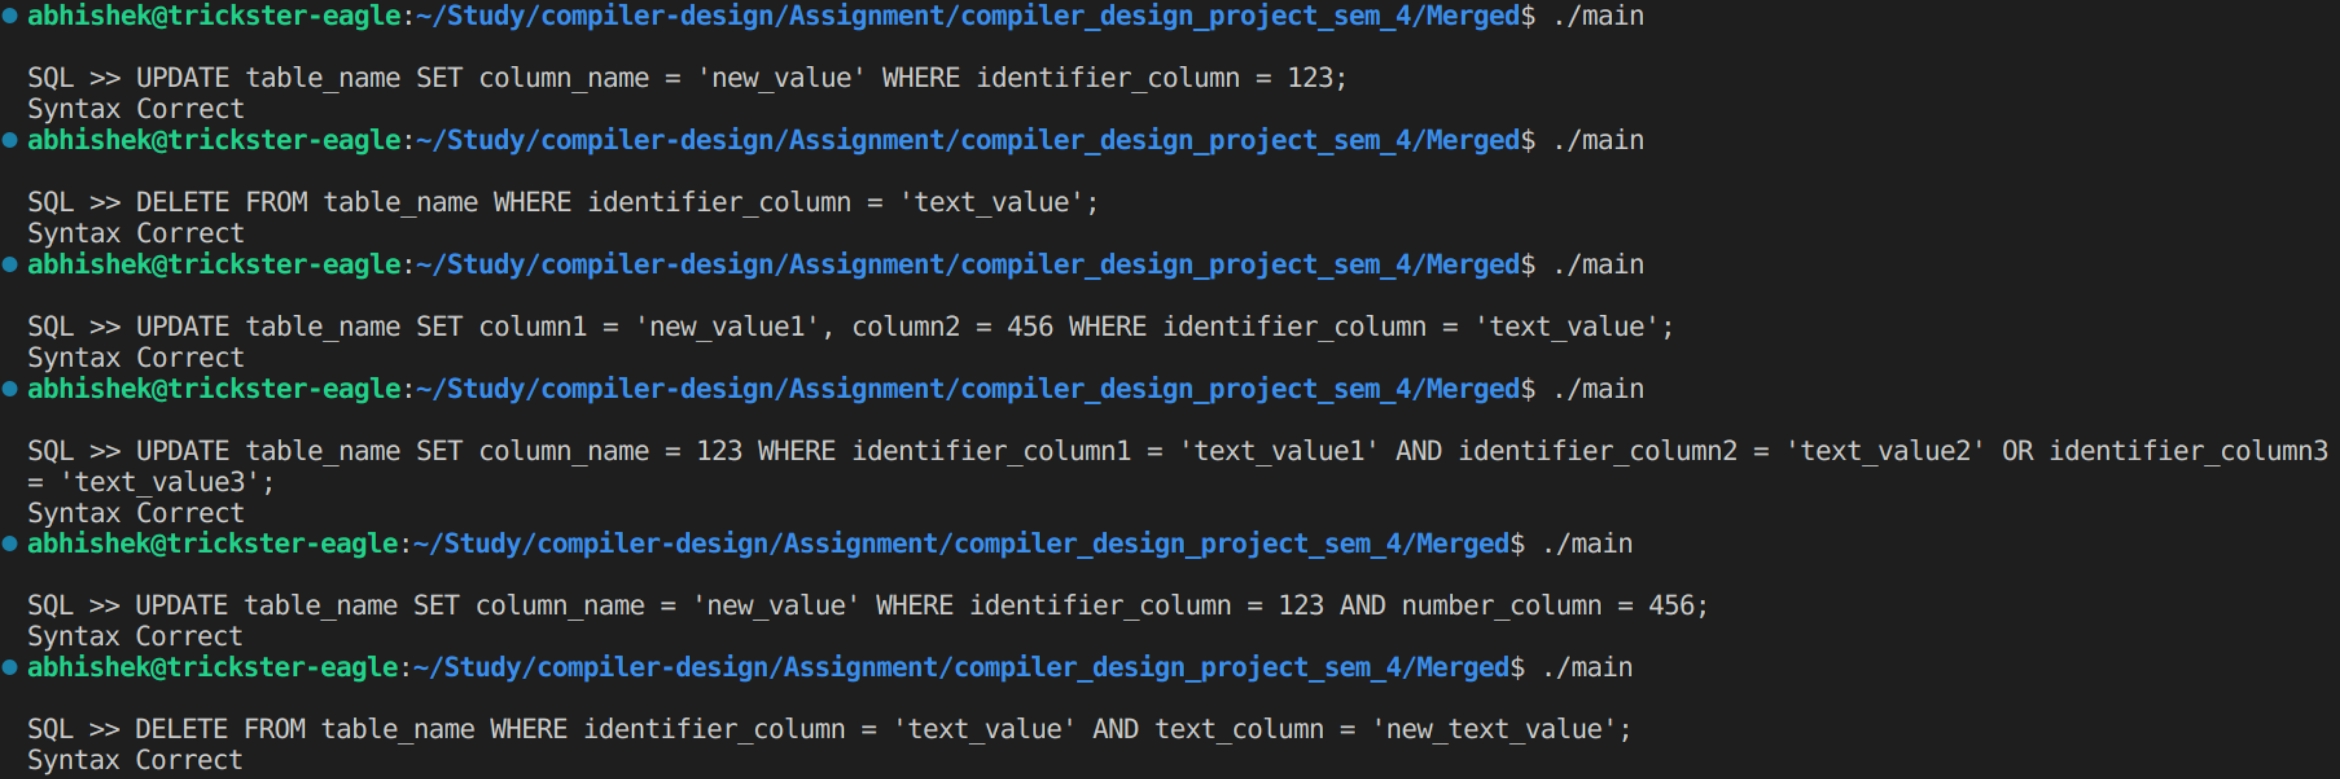 abhishek@trickster-eagle:~/Study/compiler-design/Assignment/compiler_design_project_sem_4/Merged$ ./main
SQL >> UPDATE table_name SET column_name = 'new_value' WHERE identifier_column = 123;
Syntax Correct
abhishek@trickster-eagle:~/Study/compiler-design/Assignment/compiler_design_project_sem_4/Merged$ ./main
SQL >> DELETE FROM table_name WHERE identifier_column = 'text_value';
Syntax Correct
abhishek@trickster-eagle:~/Study/compiler-design/Assignment/compiler_design_project_sem_4/Merged$ ./main
SQL >> UPDATE table_name SET column1 = 'new_value1', column2 = 456 WHERE identifier_column = 'text_value';
Syntax Correct
abhishek@trickster-eagle:~/Study/compiler-design/Assignment/compiler_design_project_sem_4/Merged$ ./main
SQL >> UPDATE table_name SET column_name = 123 WHERE identifier_column1 = 'text_value1' AND identifier_column2 = 'text_value2' OR identifier_column3
= 'text_value3';
Syntax Correct
abhishek@trickster-eagle:~/Study/compiler-design/Assignment/compiler_design_project_sem_4/Merged$ ./main
SQL >> UPDATE table_name SET column_name = 'new_value' WHERE identifier_column = 123 AND number_column = 456;
Syntax Correct
abhishek@trickster-eagle:~/Study/compiler-design/Assignment/compiler_design_project_sem_4/Merged$ ./main
SQL >> DELETE FROM table_name WHERE identifier_column = 'text_value' AND text_column = 'new_text_value';
Syntax Correct